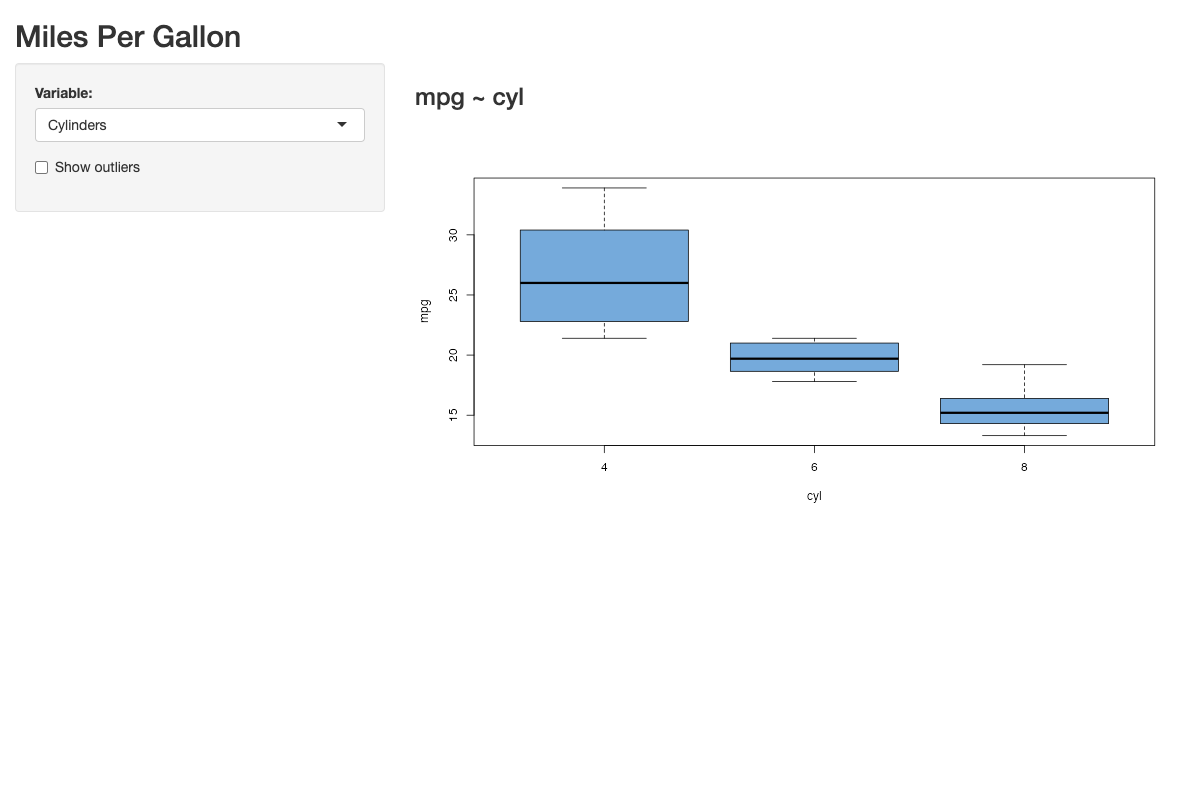 Miles Per Gallon
Variable:
Cylinders
Show outliers
mpg ~ cyl
mpg
30
25
20
15
4 6 8
cyl